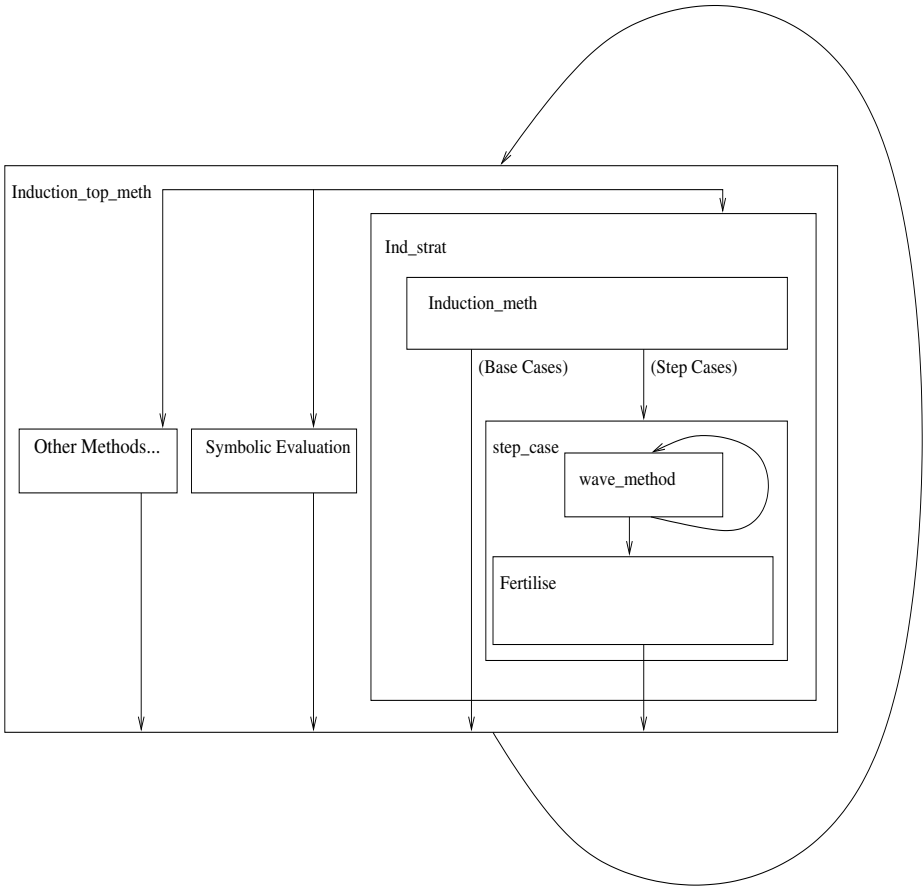 Induction_top_meth
Ind_strat
Induction_meth
(Base Cases)
(Step Cases)
Other Methods...
Symbolic Evaluation
step_case
wave_method
Fertilise